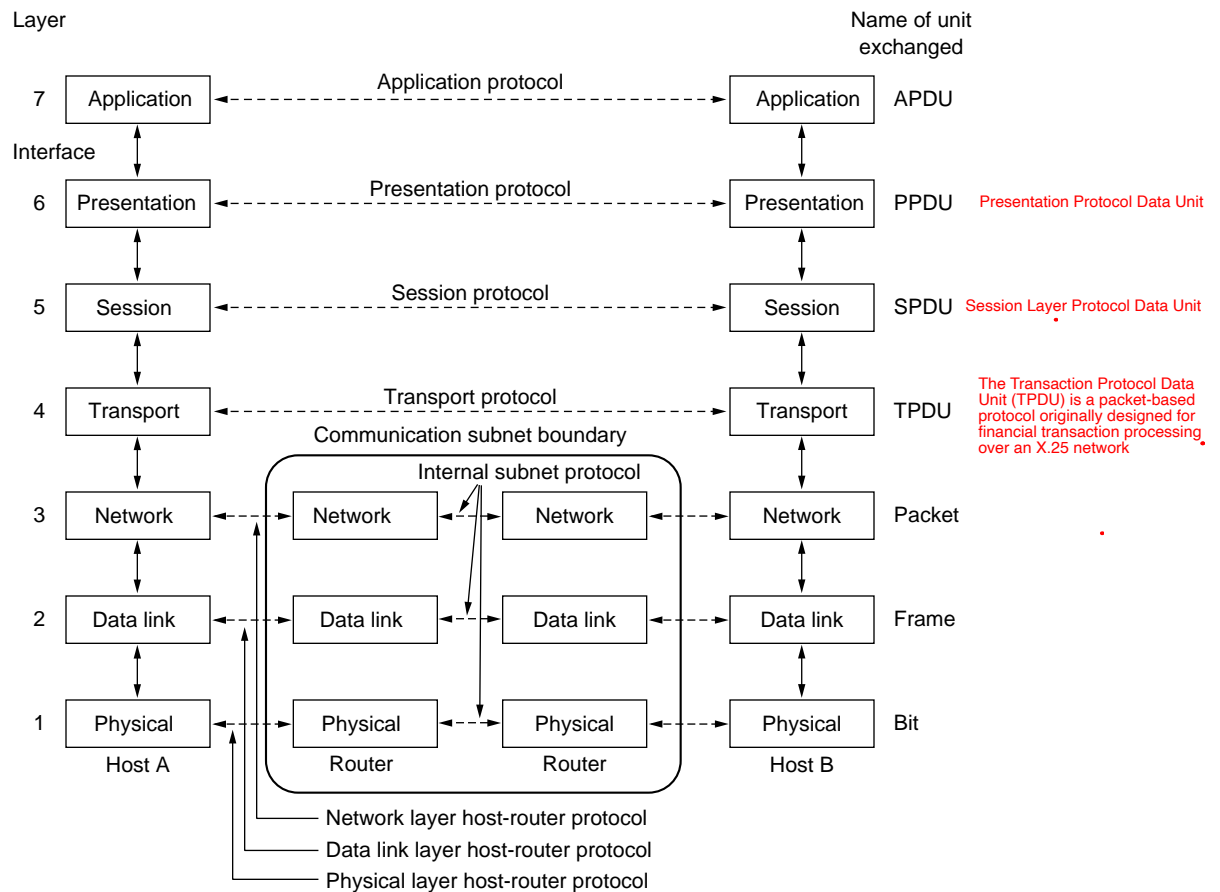 Layer
Name of unit
exchanged
7
Application
Application protocol
Application
APDU
Interface
6
Presentation
Presentation protocol
Presentation
PPDU
Presentation Protocol Data Unit
5
Session
Session protocol
Session
SPDU
Session Layer Protocol Data Unit
4
Transport
Transport protocol
Transport
TPDU
The Transaction Protocol Data
Unit (TPDU) is a packet-based
protocol originally designed for
financial transaction processing
over an X.25 network
Communication subnet boundary
Internal subnet protocol
3
Network
Network
Network
Network
Packet
2
Data link
Data link
Data link
Data link
Frame
1
Physical
Physical
Physical
Physical
Bit
Host A
Router
Router
Host B
Network layer host-router protocol
Data link layer host-router protocol
Physical layer host-router protocol